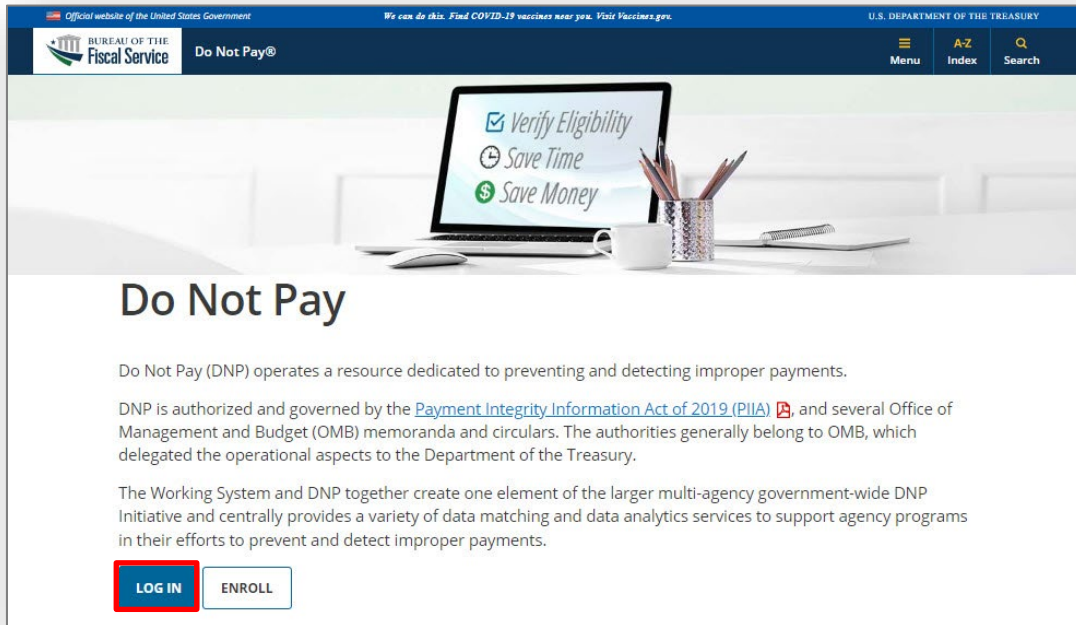 Official website of the United States Government
We can do this. Find COVID-19 vaccines near you. Visit Vaccines.gov.
U.S. DEPARTMENT OF THE TREASURY
BUREAU OF THE
Fiscal Service
Do Not Pay®
Menu
A-Z
Index
Search
Verify Eligibility
Save Time
$ Save Money
Do Not Pay
Do Not Pay (DNP) operates a resource dedicated to preventing and detecting improper payments.
DNP is authorized and governed by the Payment Integrity Information Act of 2019 (PIIA) , and several Office of
Management and Budget (OMB) memoranda and circulars. The authorities generally belong to OMB, which
delegated the operational aspects to the Department of the Treasury.
The Working System and DNP together create one element of the larger multi-agency government-wide DNP
Initiative and centrally provides a variety of data matching and data analytics services to support agency programs
in their efforts to prevent and detect improper payments.
LOG IN
ENROLL